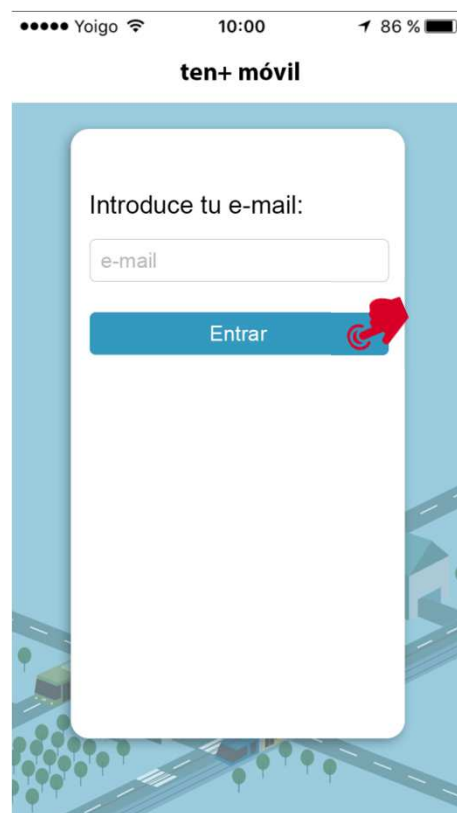 Yoigo 10:00 86 %
ten+ móvil
Introduce tu e-mail:
e-mail
Entrar